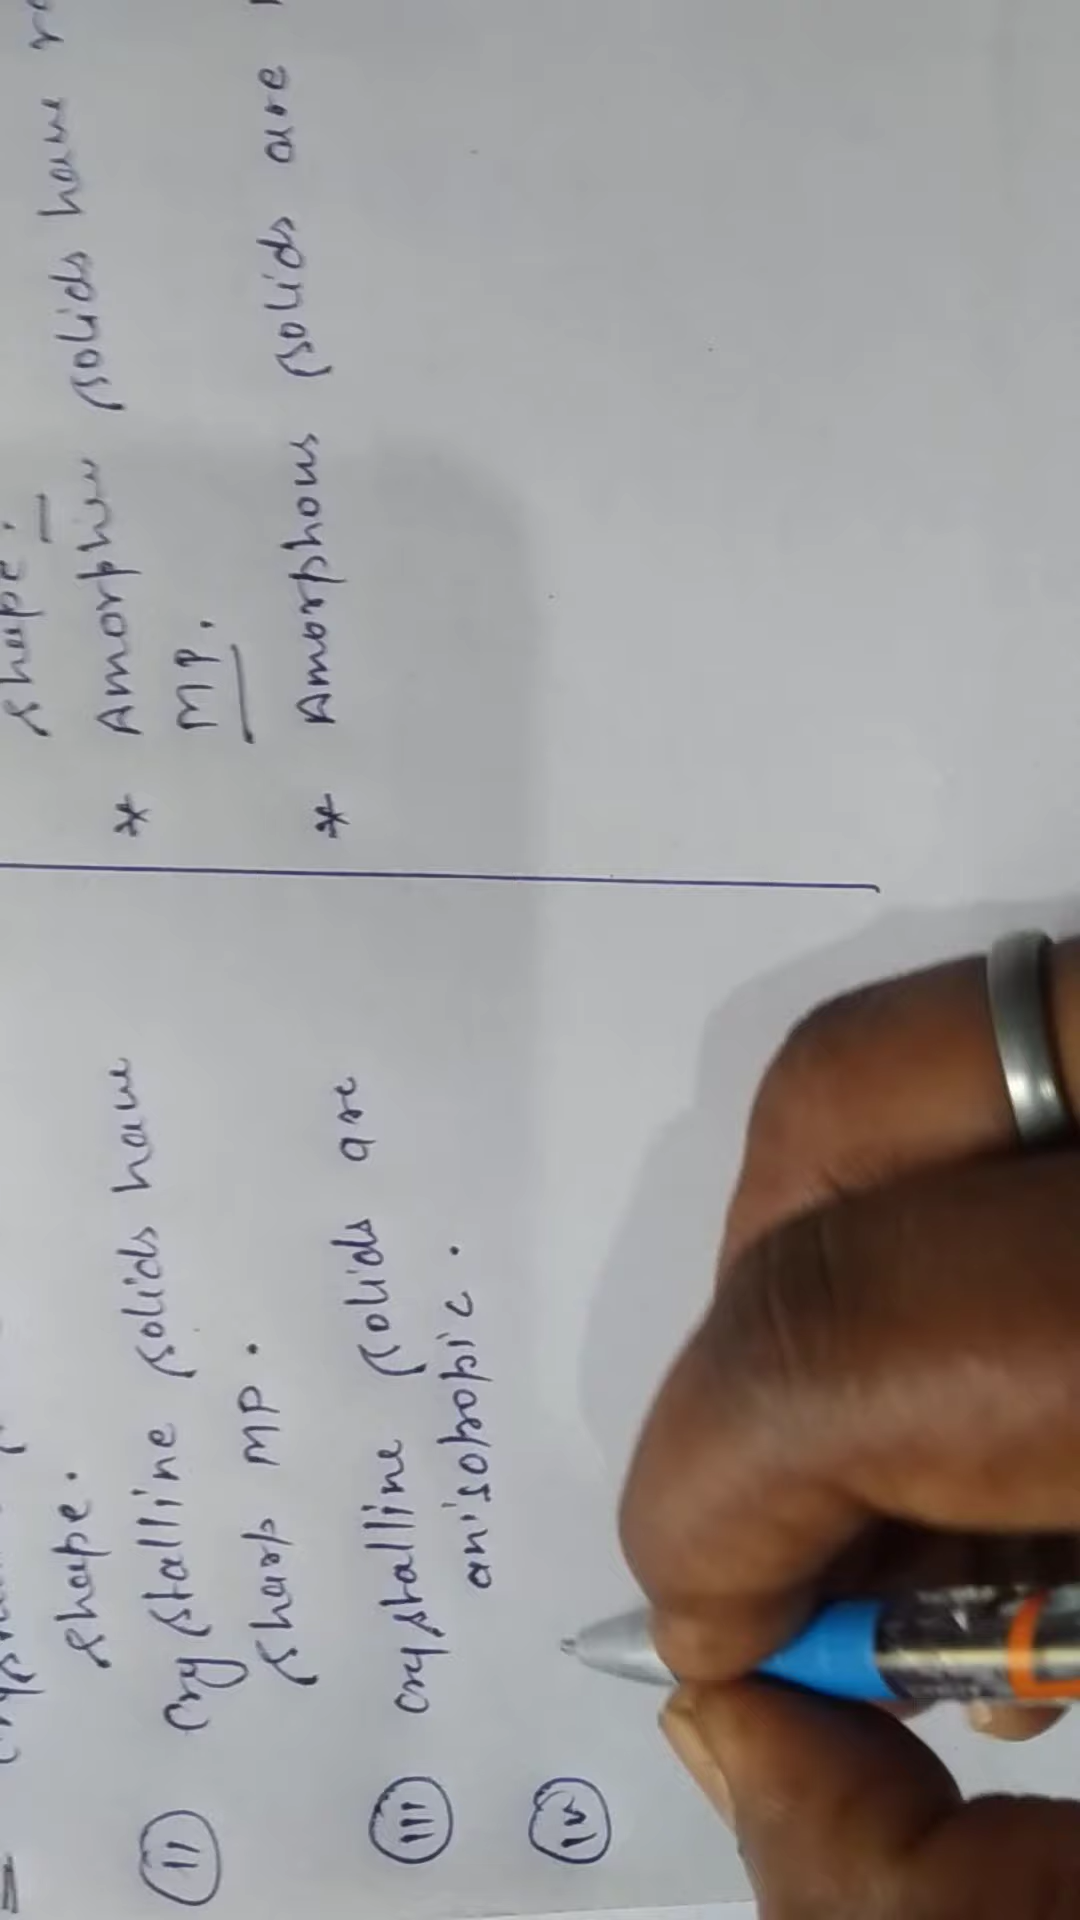 shape.
(ii) Crystalline solids have
sharp MP.
(iii) crystalline solids are
anisotropic.
(iv)
shape.
* Amorphous solids have
MP.
* Amorphous solids are